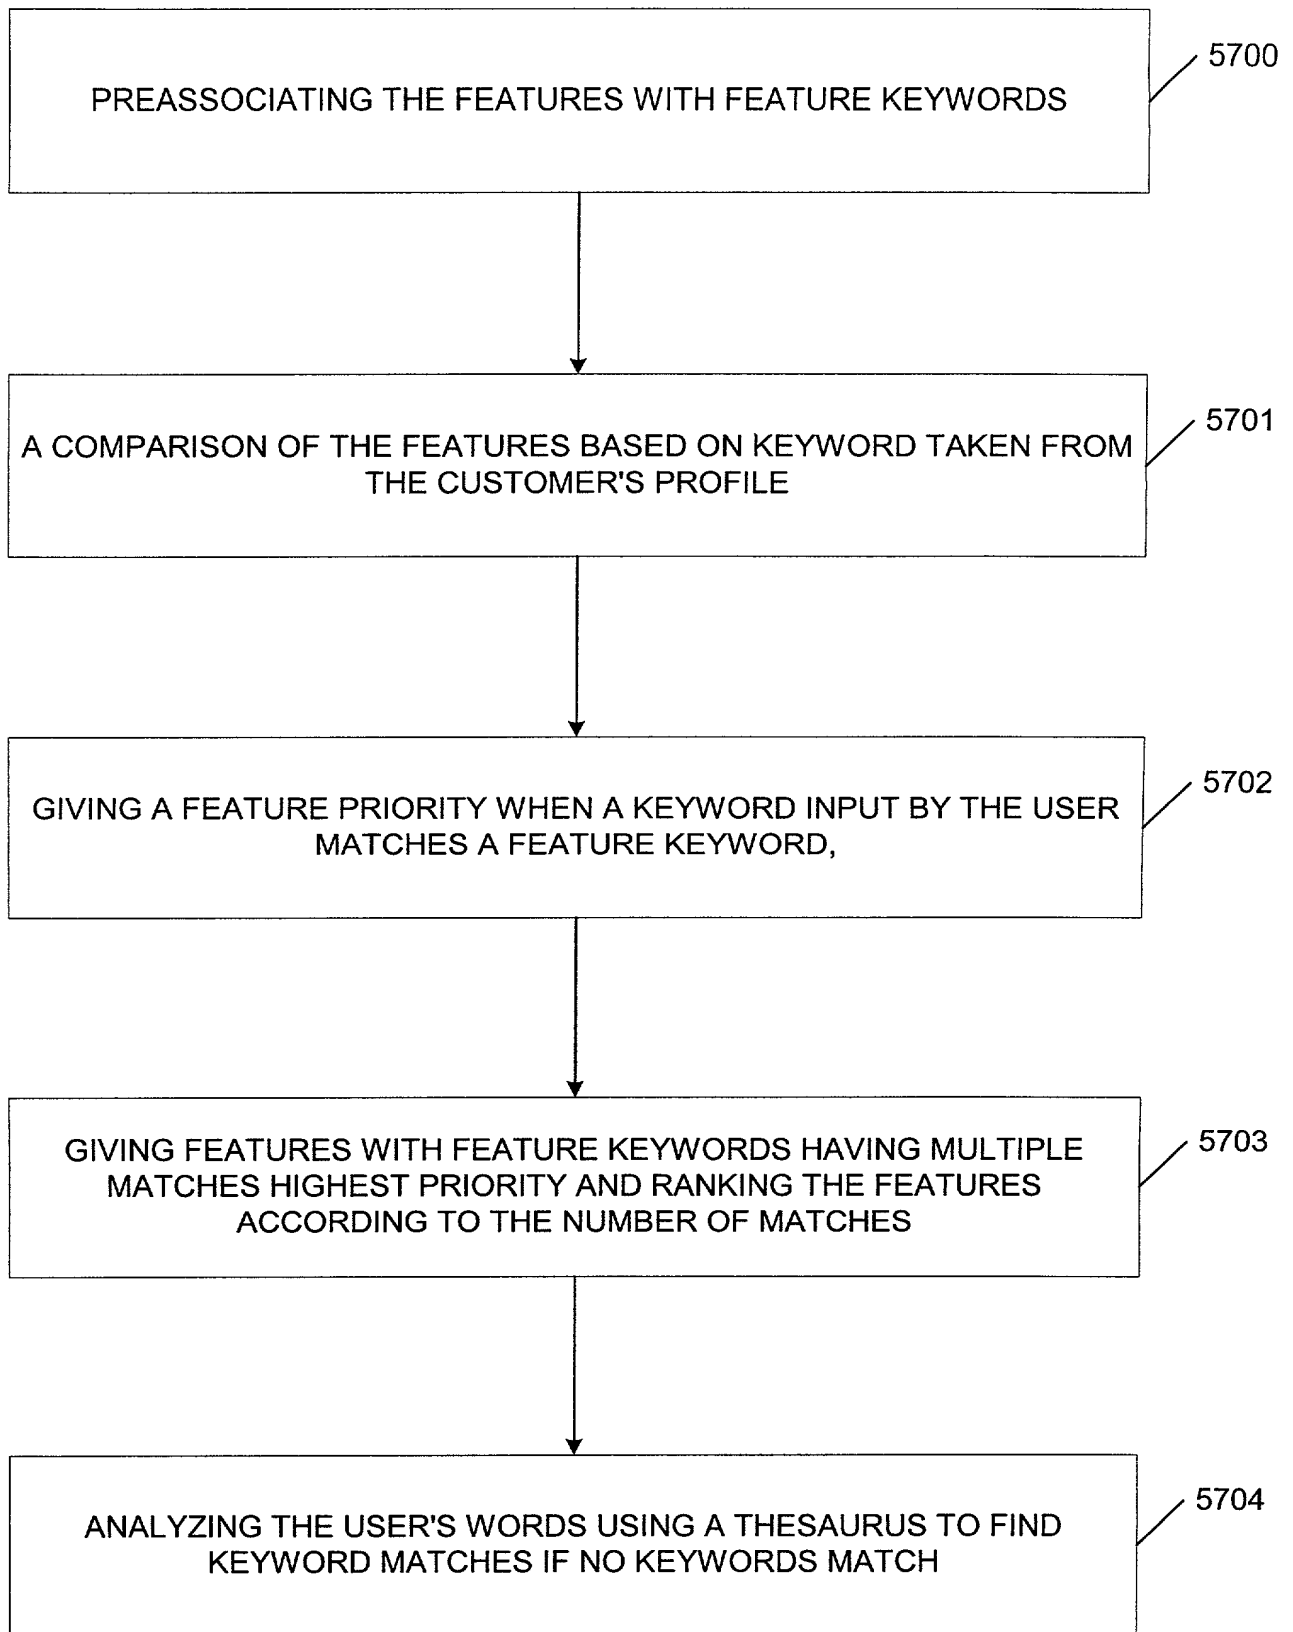 5700
PREASSOCIATING THE FEATURES WITH FEATURE KEYWORDS
5701
A COMPARISON OF THE FEATURES BASED ON KEYWORD TAKEN FROM
THE CUSTOMER'S PROFILE
5702
GIVING A FEATURE PRIORITY WHEN A KEYWORD INPUT BY THE USER
MATCHES A FEATURE KEYWORD,
5703
GIVING FEATURES WITH FEATURE KEYWORDS HAVING MULTIPLE
MATCHES HIGHEST PRIORITY AND RANKING THE FEATURES
ACCORDING TO THE NUMBER OF MATCHES
5704
ANALYZING THE USER'S WORDS USING A THESAURUS TO FIND
KEYWORD MATCHES IF NO KEYWORDS MATCH